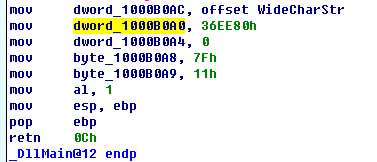 mov dword_1000B0AC, offset WideCharStr
mov dword_1000B0A0, 36EE80h
mov dword_1000B0A4, 0
mov byte_1000B0A8, 7Fh
mov byte_1000B0A9, 11h
mov al, 1
mov esp, ebp
pop ebp
retn 0Ch
_DllMain@12 endp